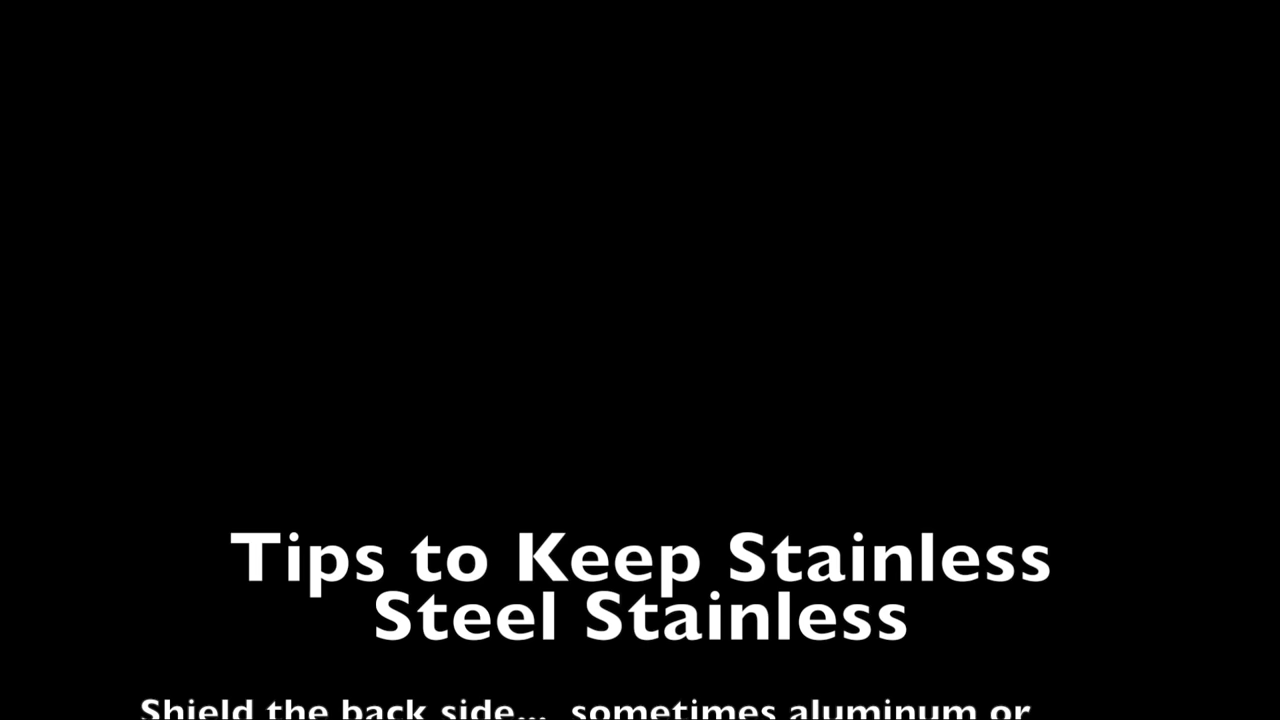 Tips to Keep Stainless
Steel Stainless
Shield the back side... sometimes aluminum or